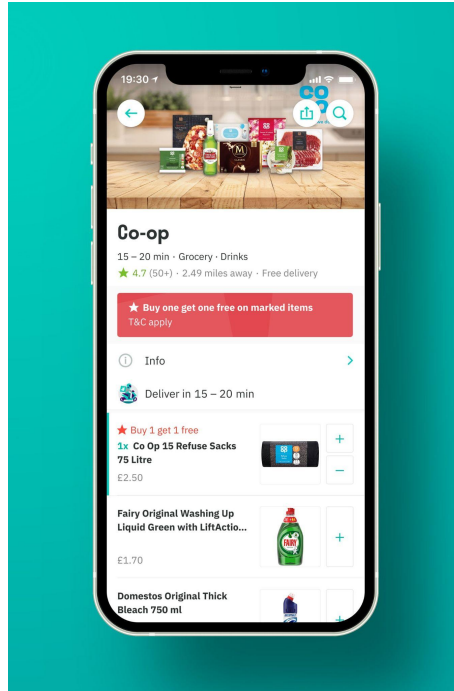 19:30
CO
Co-op
15 – 20 min · Grocery · Drinks
4.7 (50+) · 2.49 miles away · Free delivery
Buy one get one free on marked items
T&C apply
Info
Deliver in 15 – 20 min
Buy 1 get 1 free
1x Co Op 15 Refuse Sacks
75 Litre
£2.50
Fairy Original Washing Up
Liquid Green with LiftActio...
FAIRY
£1.70
Domestos Original Thick
Bleach 750 ml